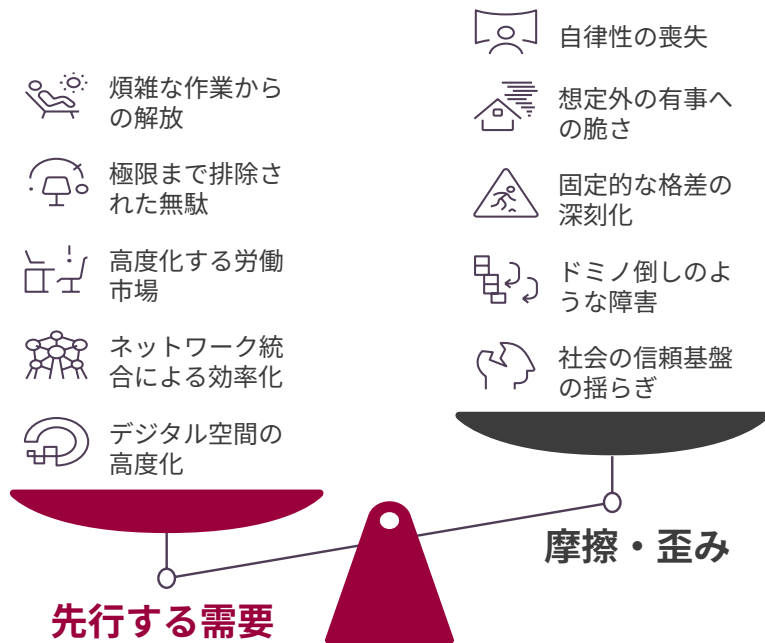 煩雑な作業から
の解放
極限まで排除さ
れた無駄
高度化する労働
市場
ネットワーク統
合による効率化
デジタル空間の
高度化
先行する需要
自律性の喪失
想定外の有事へ
の脆さ
固定的な格差の
深刻化
ドミノ倒しのよ
うな障害
社会の信頼基盤
の揺らぎ
摩擦・歪み